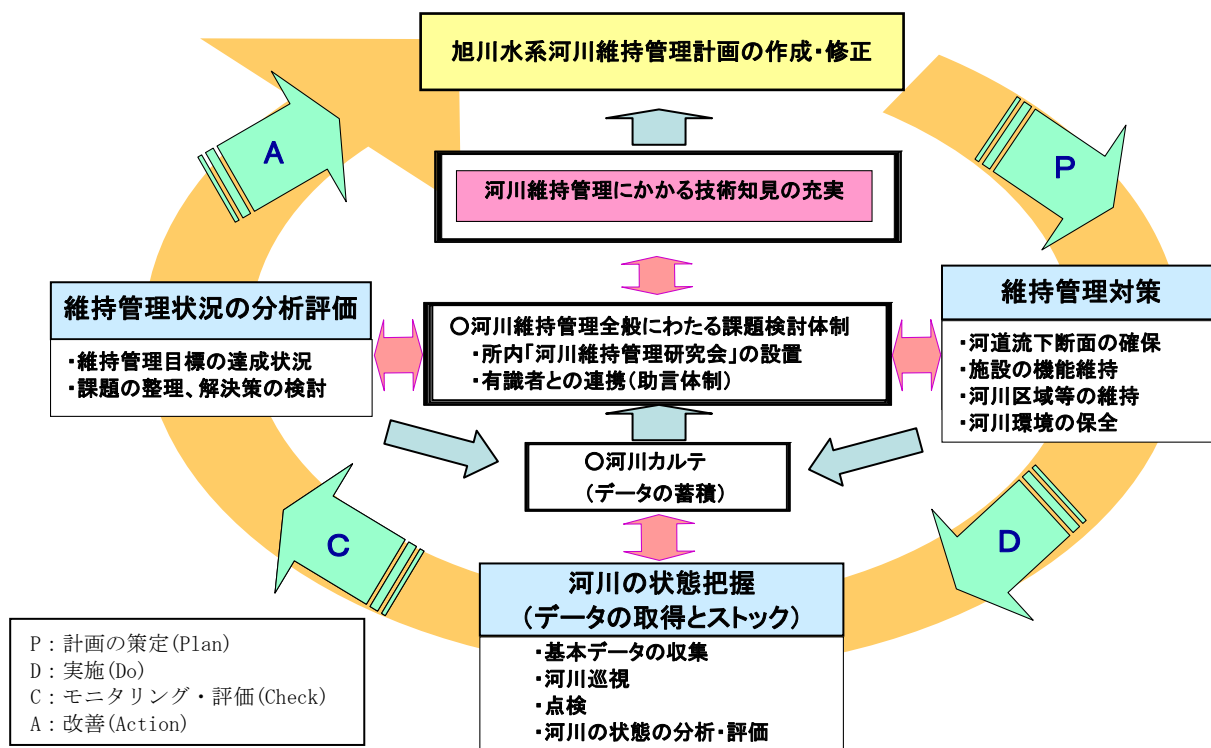 旭川水系河川維持管理計画の作成・修正
A
P
河川維持管理にかかる技術知見の充実
維持管理状況の分析評価
・維持管理目標の達成状況
・課題の整理、解決策の検討
○河川維持管理全般にわたる課題検討体制
・所内「河川維持管理研究会」の設置
・有識者との連携(助言体制)
維持管理対策
・河道流下断面の確保
・施設の機能維持
・河川区域等の維持
・河川環境の保全
○河川カルテ
(データの蓄積)
C
D
河川の状態把握
(データの取得とストック)
・基本データの収集
・河川巡視
・点検
・河川の状態の分析・評価
P：計画の策定(Plan)
D：実施(Do)
C：モニタリング・評価(Check)
A：改善(Action)